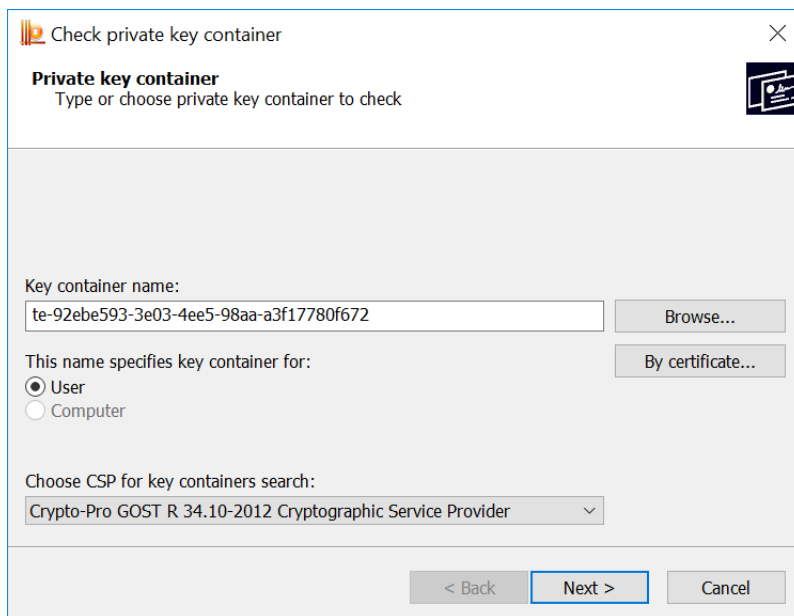 Check private key container
Private key container
Type or choose private key container to check
Key container name:
te-92ebe593-3e03-4ee5-98aa-a3f17780f672
Browse...
This name specifies key container for:
By certificate...
User
Computer
Choose CSP for key containers search:
Crypto-Pro GOST R 34.10-2012 Cryptographic Service Provider
< Back
Next >
Cancel